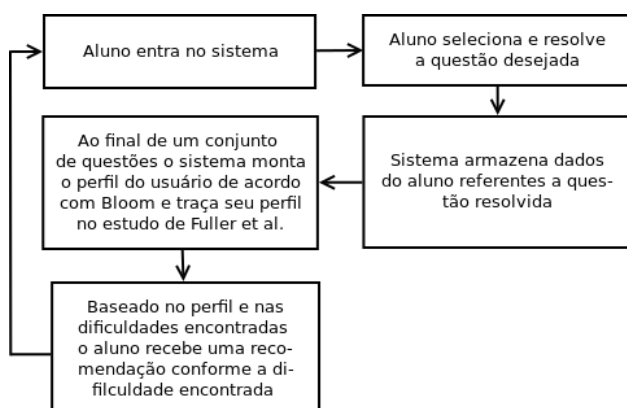 Aluno entra no sistema
Aluno seleciona e resolve
a questão desejada
Sistema armazena dados
do aluno referentes a ques-
tão resolvida
Ao final de um conjunto
de questões o sistema monta
o perfil do usuário de acordo
com Bloom e traça seu perfil
no estudo de Fuller et al.
Baseado no perfil e nas
dificuldades encontradas
o aluno recebe uma reco-
mendação conforme a di-
filculdade encontrada